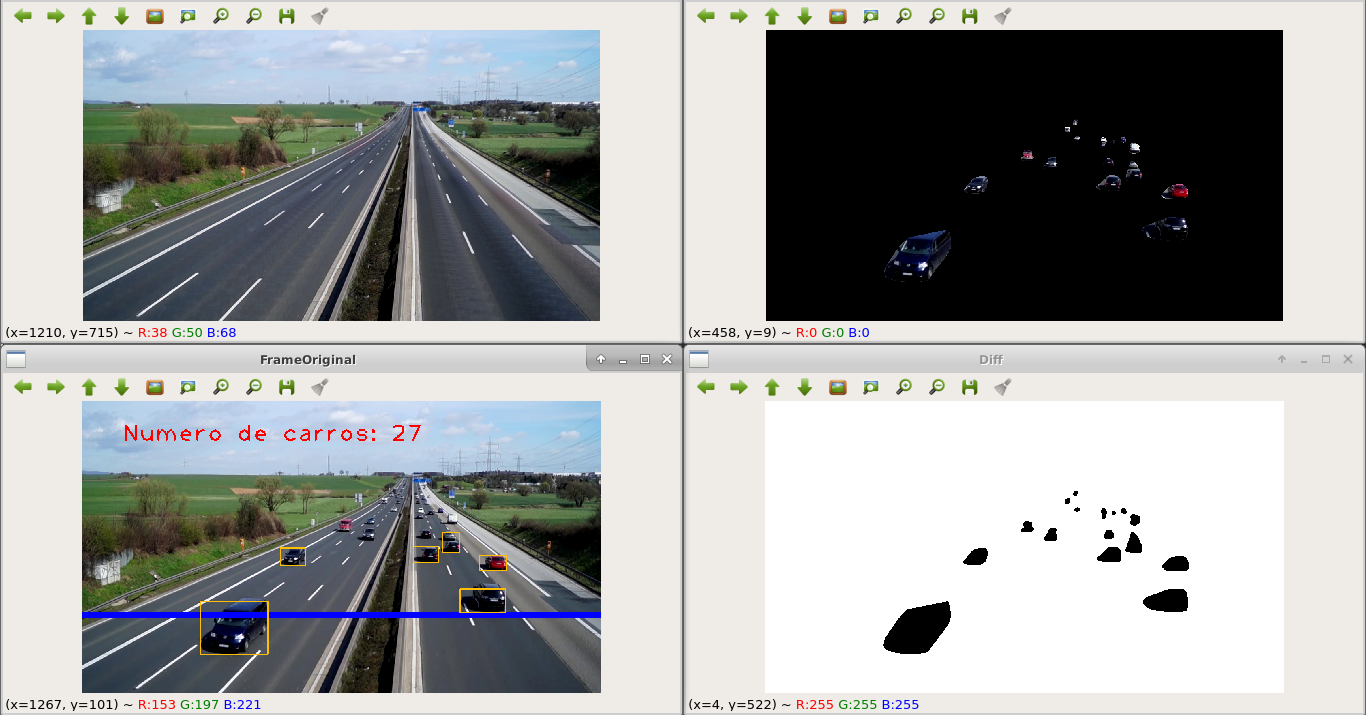 (x=1210, y=715) ~ R:38 G:50 B:68
(x=458, y=9) ~ R:0 G:0 B:0
FrameOriginal
Diff
Numero de carros: 27
(x=1267, y=101) ~ R:153 G:197 B:221
(x=4, y=522) ~ R:255 G:255 B:255